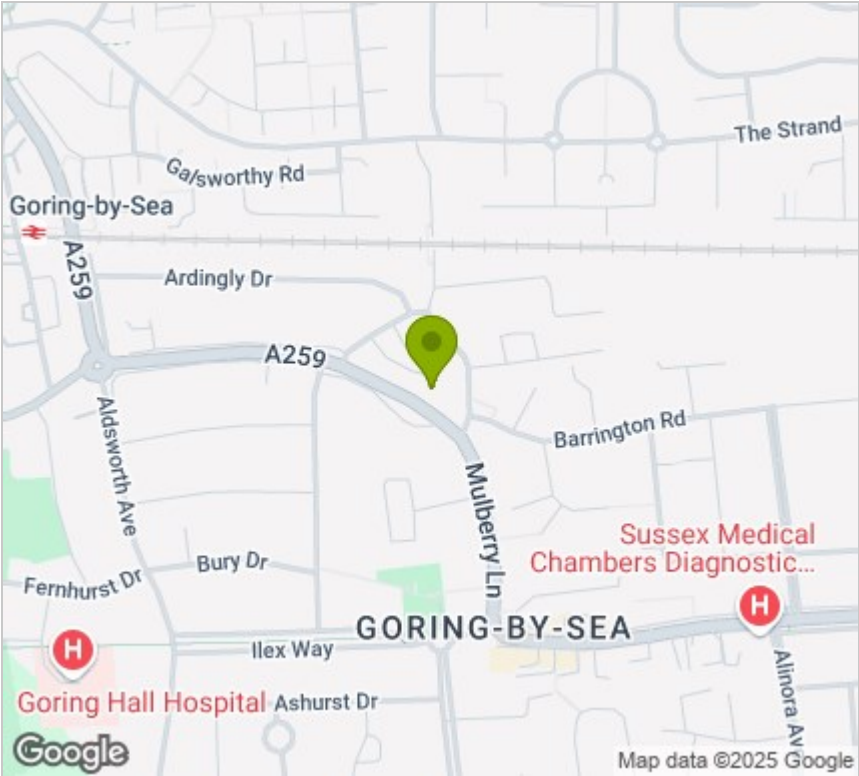 The Strand
Galsworthy Rd
Goring-by-Sea
A259
Ardingly Dr
A259
Aldsworth Ave
Barrington Rd
Mulberry Ln
Sussex Medical
Chambers Diagnostic...
H
Bury Dr
Fernhurst Dr
GORING-BY-SEA
H
Ilex Way
Alinora Av
Goring Hall Hospital
Ashurst Dr
Google
Map data ©2025 Google